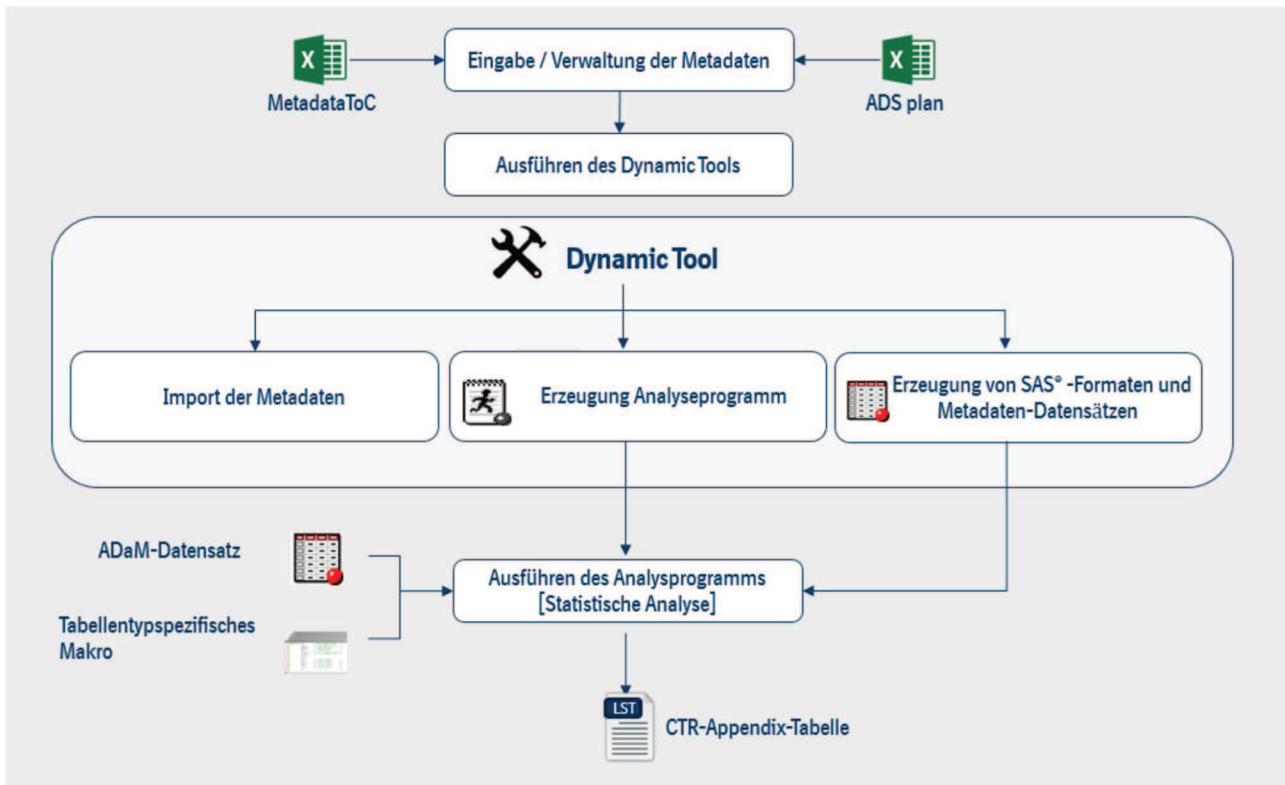 Eingabe / Verwaltung der Metadaten
MetadataToC
ADS plan
Ausführen des Dynamic Tools
Dynamic Tool
Import der Metadaten
Erzeugung Analyseprogramm
Erzeugung von SAS® -Formaten und
Metadaten-Datensätzen
ADaM-Datensatz
Tabellentypspezifisches
Makro
Ausführen des Analysprogramms
[Statistische Analyse]
LST
CTR-Appendix-Tabelle